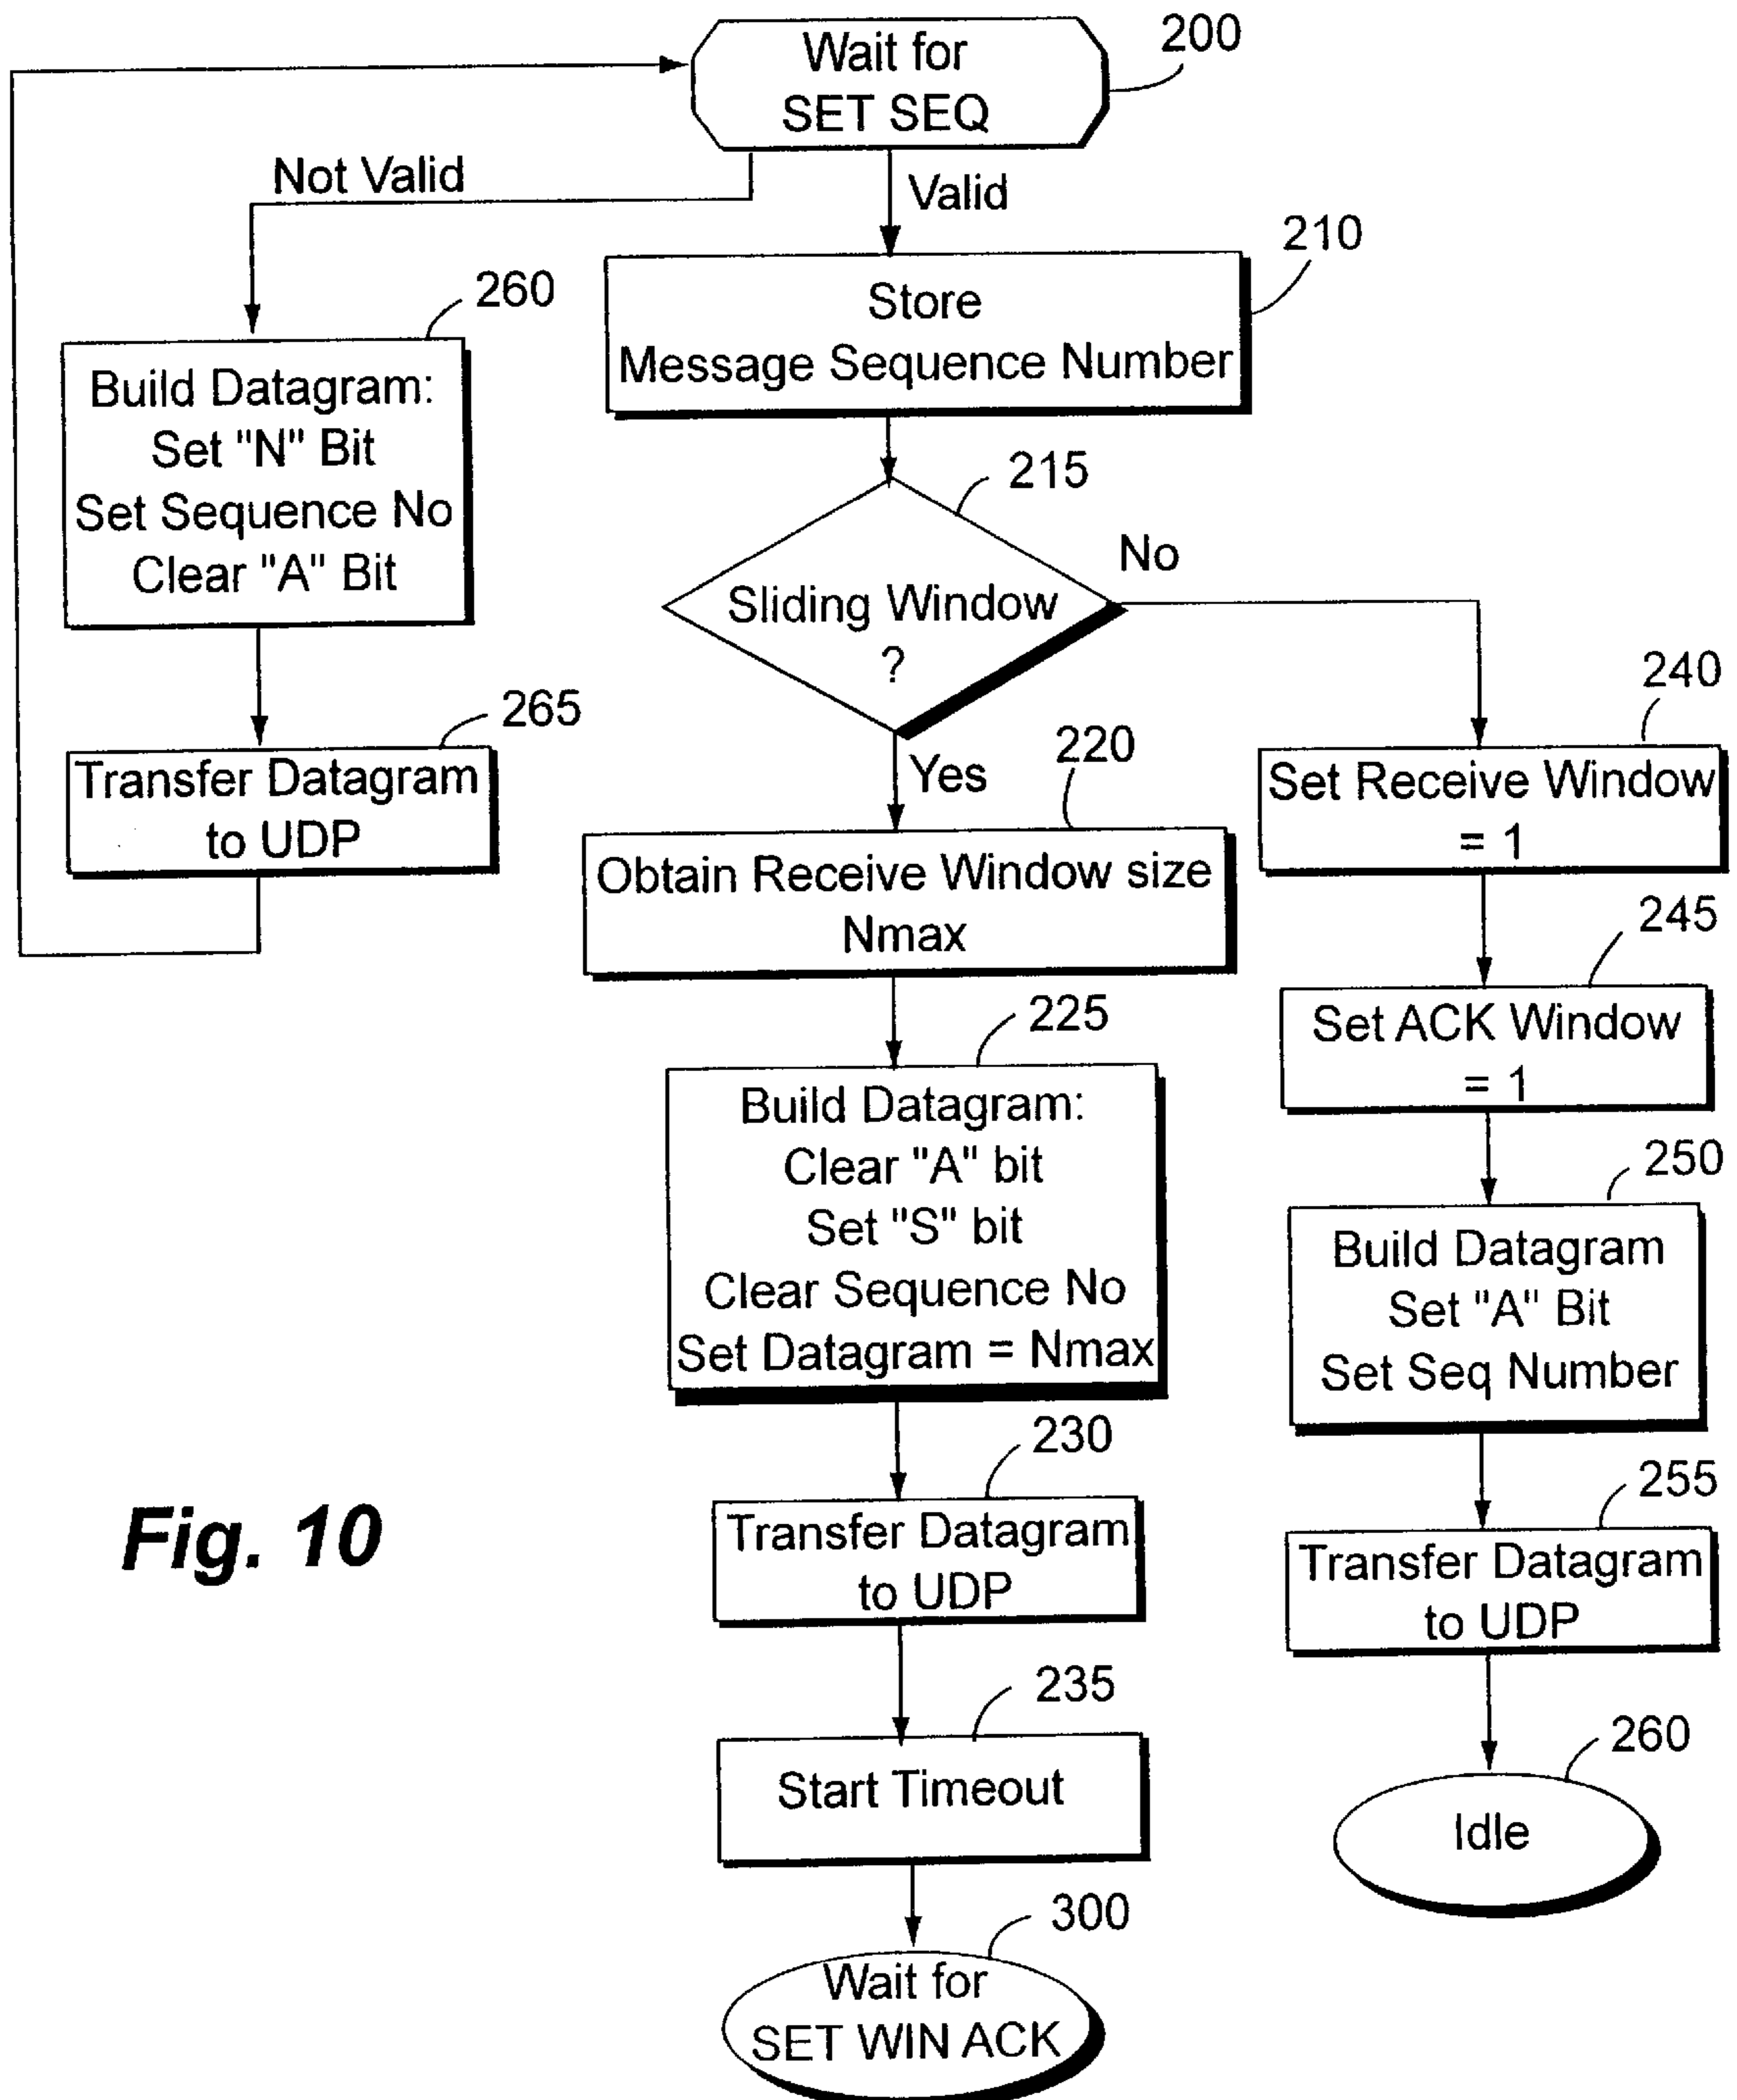 Wait for
SET SEQ
200
Not Valid
Valid
210
Store
Message Sequence Number
260
Build Datagram:
Set "N" Bit
Set Sequence No
Clear "A" Bit
265
Transfer Datagram
to UDP
215
Sliding Window
?
No
Yes
220
Obtain Receive Window size
Nmax
225
Build Datagram:
Clear "A" bit
Set "S" bit
Clear Sequence No
Set Datagram = Nmax
230
Transfer Datagram
to UDP
235
Start Timeout
300
Wait for
SET WIN ACK
240
Set Receive Window
= 1
245
Set ACK Window
= 1
250
Build Datagram
Set "A" Bit
Set Seq Number
255
Transfer Datagram
to UDP
260
Idle
Fig. 10